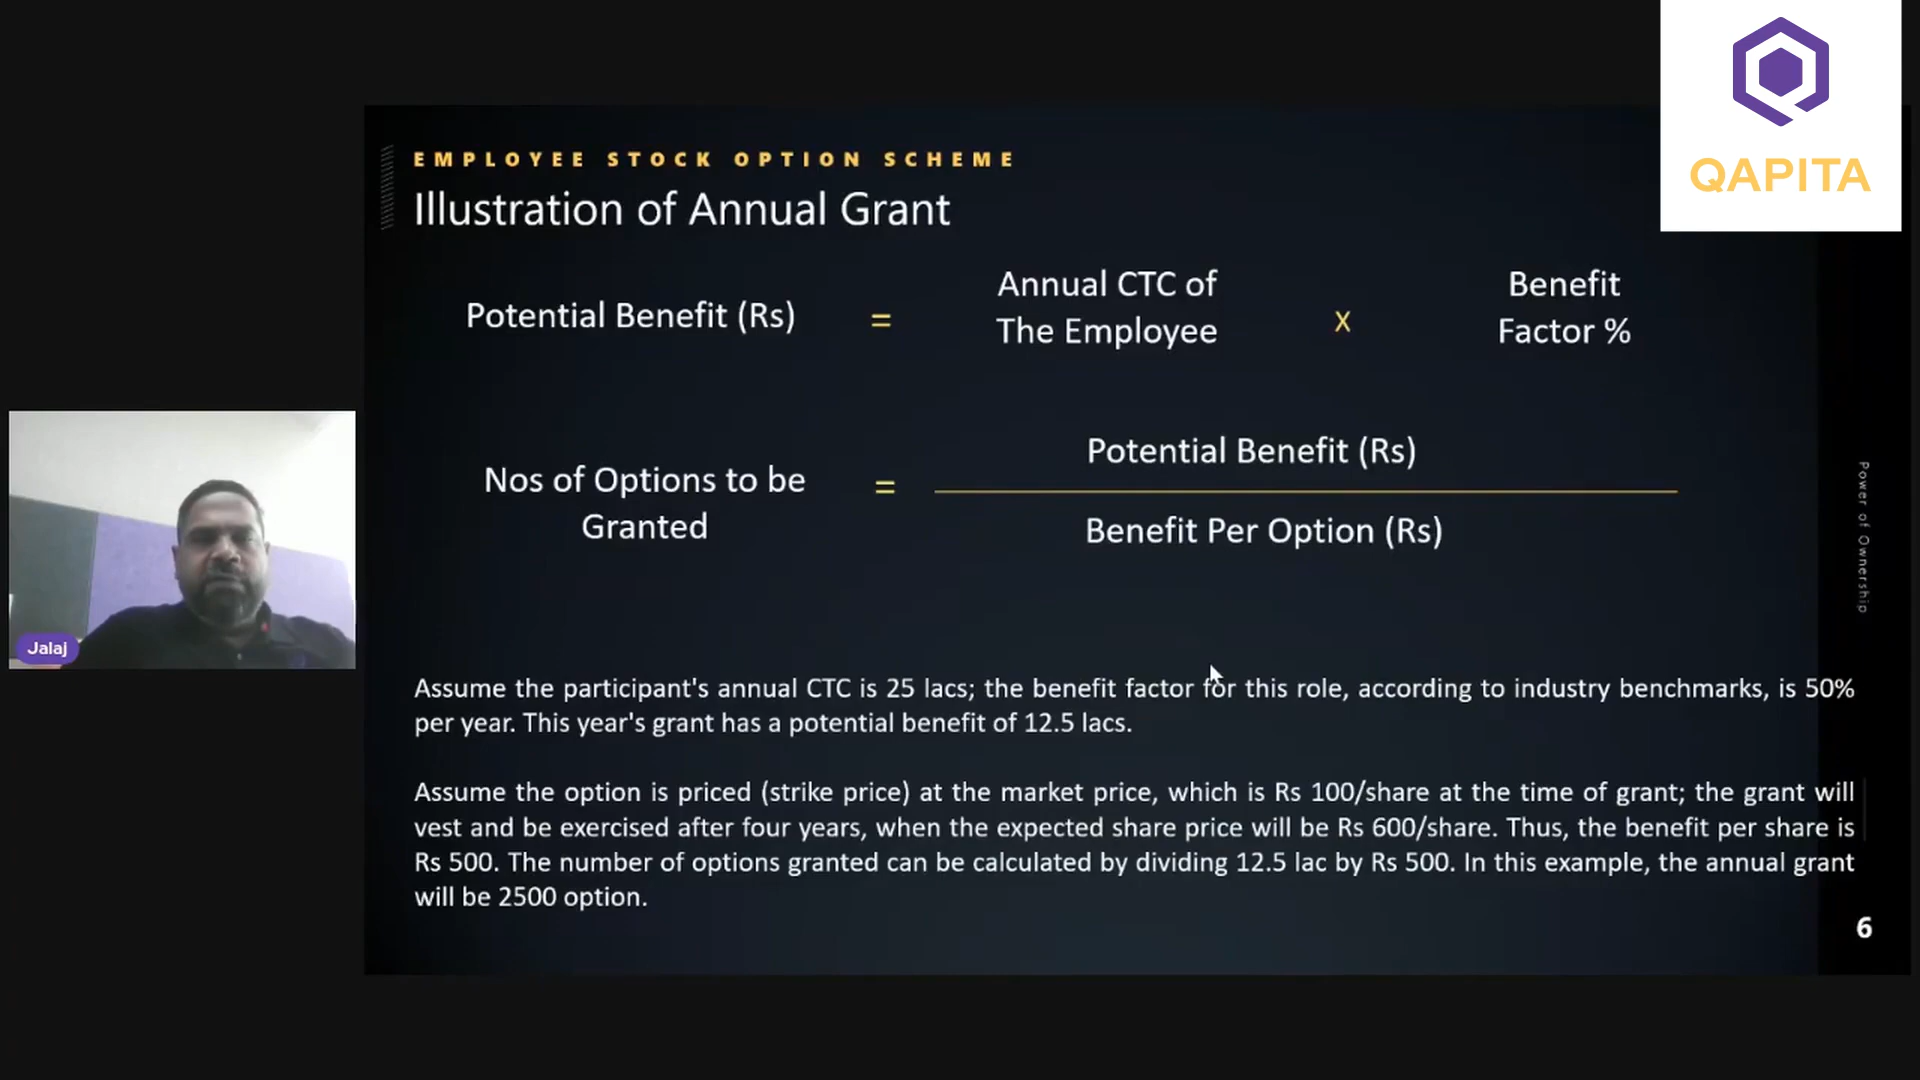 QAPITA
EMPLOYEE STOCK OPTION SCHEME
Illustration of Annual Grant
Potential Benefit (Rs)
=
Annual CTC of
The Employee
X
Benefit
Factor %
Nos of Options to be
Granted
=
Potential Benefit (Rs)
Benefit Per Option (Rs)
Power of Ownership
Jalaj
Assume the participant's annual CTC is 25 lacs; the benefit factor for this role, according to industry benchmarks, is 50%
per year. This year's grant has a potential benefit of 12.5 lacs.
Assume the option is priced (strike price) at the market price, which is Rs 100/share at the time of grant; the grant will
vest and be exercised after four years, when the expected share price will be Rs 600/share. Thus, the benefit per share is
Rs 500. The number of options granted can be calculated by dividing 12.5 lac by Rs 500. In this example, the annual grant
will be 2500 option.
6